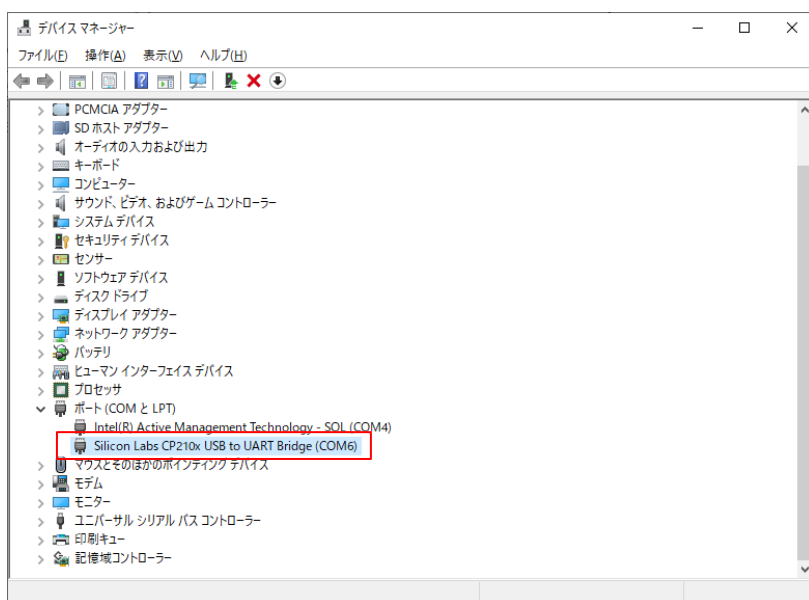 デバイス マネージャー
ファイル(F) 操作(A) 表示(V) ヘルプ(H)
PCMCIA アダプター
SD ホスト アダプター
オーディオの入力および出力
キーボード
コンピューター
サウンド、ビデオ、およびゲーム コントローラー
システム デバイス
セキュリティ デバイス
センサー
ソフトウェア デバイス
ディスク ドライブ
ディスプレイ アダプター
ネットワーク アダプター
バッテリ
ヒューマン インターフェイス デバイス
プロセッサ
ポート (COM と LPT)
Intel(R) Active Management Technology - SOL (COM4)
Silicon Labs CP210x USB to UART Bridge (COM6)
マウスとそのほかのポインティング デバイス
モデム
モニター
ユニバーサル シリアル バス コントローラー
印刷キュー
記憶域コントローラー